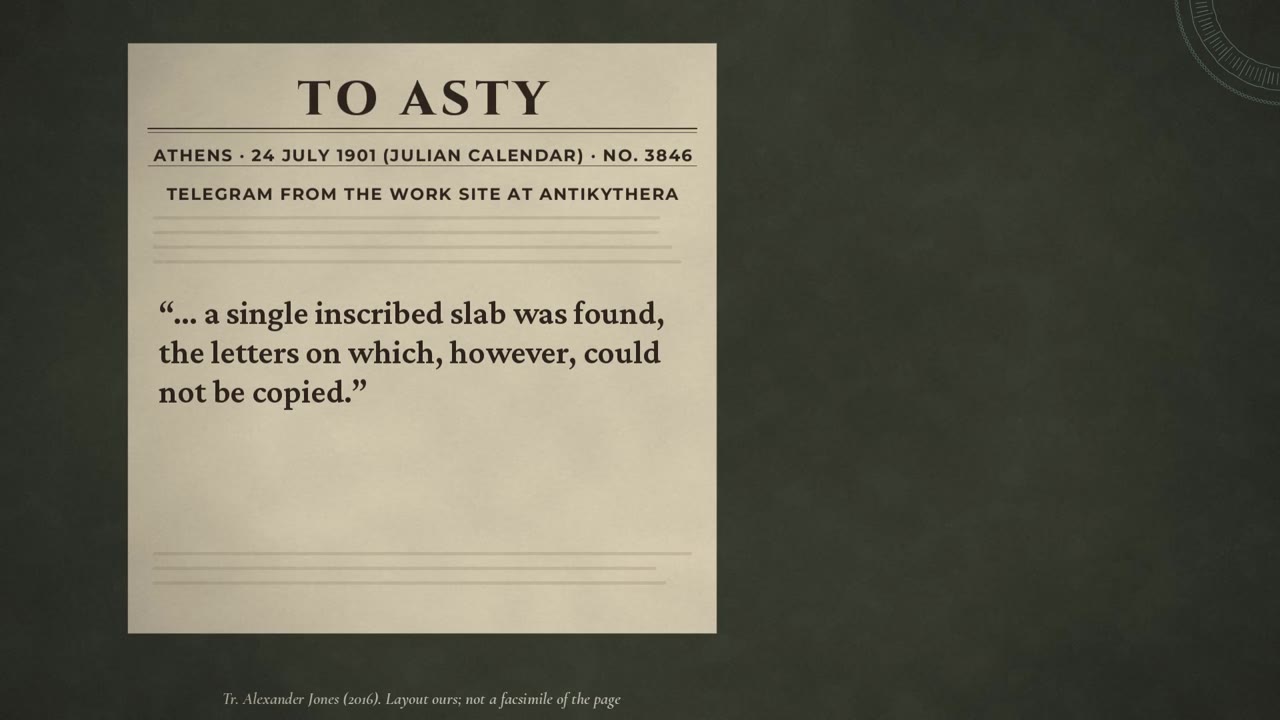 TO ASTY
ATHENS · 24 JULY 1901 (JULIAN CALENDAR) · NO. 3846
TELEGRAM FROM THE WORK SITE AT ANTIKYTHERA
“... a single inscribed slab was found,
the letters on which, however, could
not be copied.”
Tr. Alexander Jones (2016). Layout ours; not a facsimile of the page